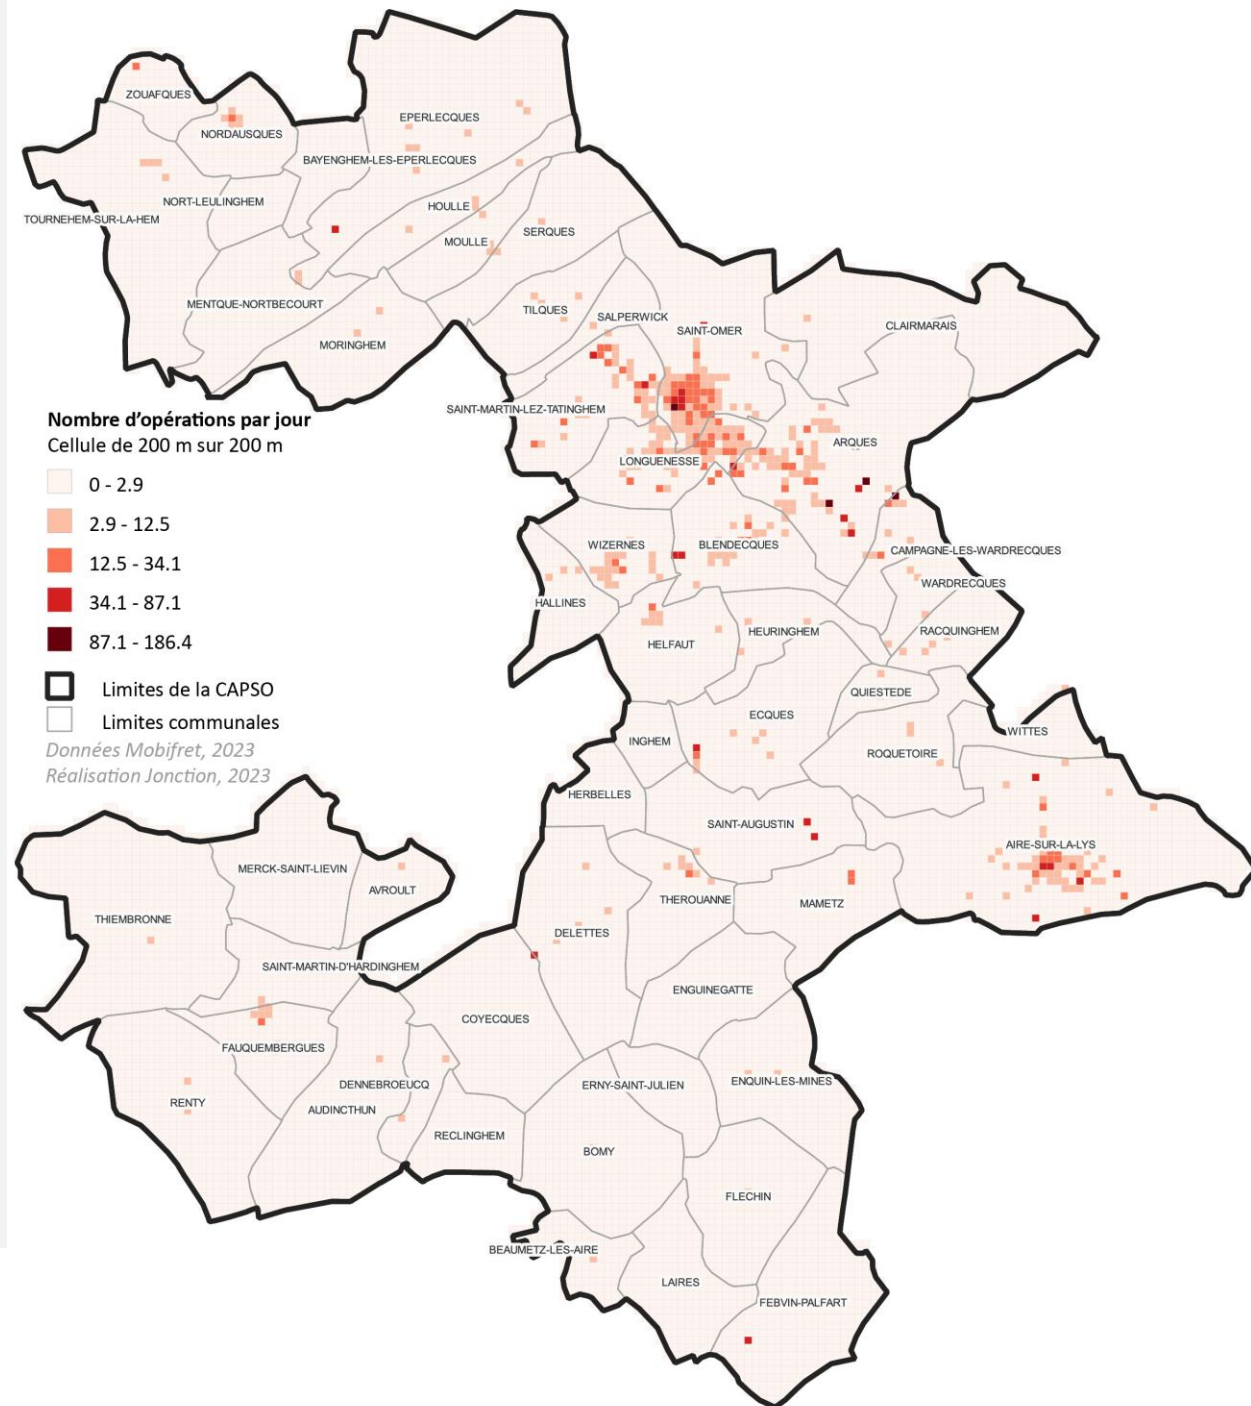 ZOUAFQUES
NORDAUSQUES
EPERLECQUES
BAYENGHEM-LES-EPERLECQUES
NORT-LEULINGHEM
TOURNEHEM-SUR-LA-HEM
HOULLE
MOULLE
SERQUES
MENTQUE-NORTBECOURT
TILQUES
SALPERWICK
SAINT-OMER
CLAIRMARAIS
MORINGHEM
SAINT-MARTIN-LEZ-TATINGHEM
ARQUES
LONGUENESSE
Nombre d'opérations par jour
Cellule de 200 m sur 200 m
0 - 2.9
2.9 - 12.5
12.5 - 34.1
34.1 - 87.1
87.1 - 186.4
Limites de la CAPSO
Limites communales
Données Mobifret, 2023
Réalisation Jonction, 2023
WIZERNES
BLENDECQUES
CAMPAGNE-LES-WARDRECQUES
WARDRECQUES
HALLINES
HELFAUT
HEURINGHEM
RACQUINGHEM
QUIESTEDE
ECQUES
INGHEM
ROQUETOIRE
WITTES
HERBELLES
SAINT-AUGUSTIN
AIRE-SUR-LA-LYS
MERCK-SAINT-LIEVIN
AVROULT
THEROUANNE
MAMETZ
THIEMBRONNE
DELETTES
SAINT-MARTIN-D'HARDINGHEM
ENGUINEGATTE
COYECQUES
FAUQUEMBERGUES
DENNEBROEUCQ
ERNY-SAINT-JULIEN
ENQUIN-LES-MINES
RENTY
AUDINCTHUN
RECLINGHEM
BOMY
FLECHIN
BEAUMETZ-LES-AIRE
LAIRES
FEBVIN-PALFART